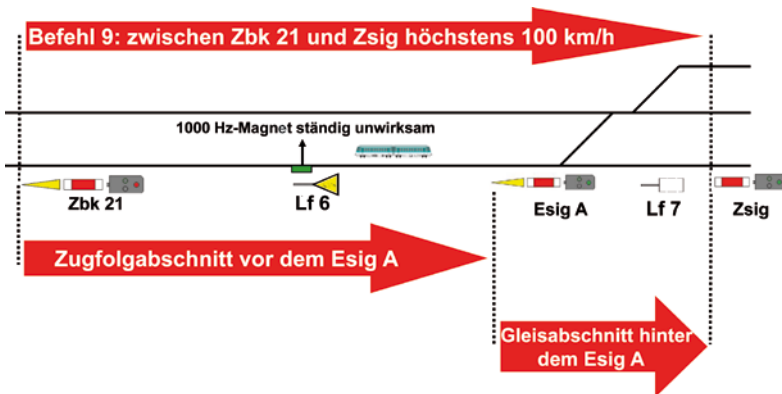 Befehl 9: zwischen Zbk 21 und Zsig höchstens 100 km/h
1000 Hz-Magnet ständig unwirksam
Zbk 21
Lf 6
Esig A
Lf 7
Zsig
Zugfolgabschnitt vor dem Esig A
Gleisabschnitt hinter
dem Esig A